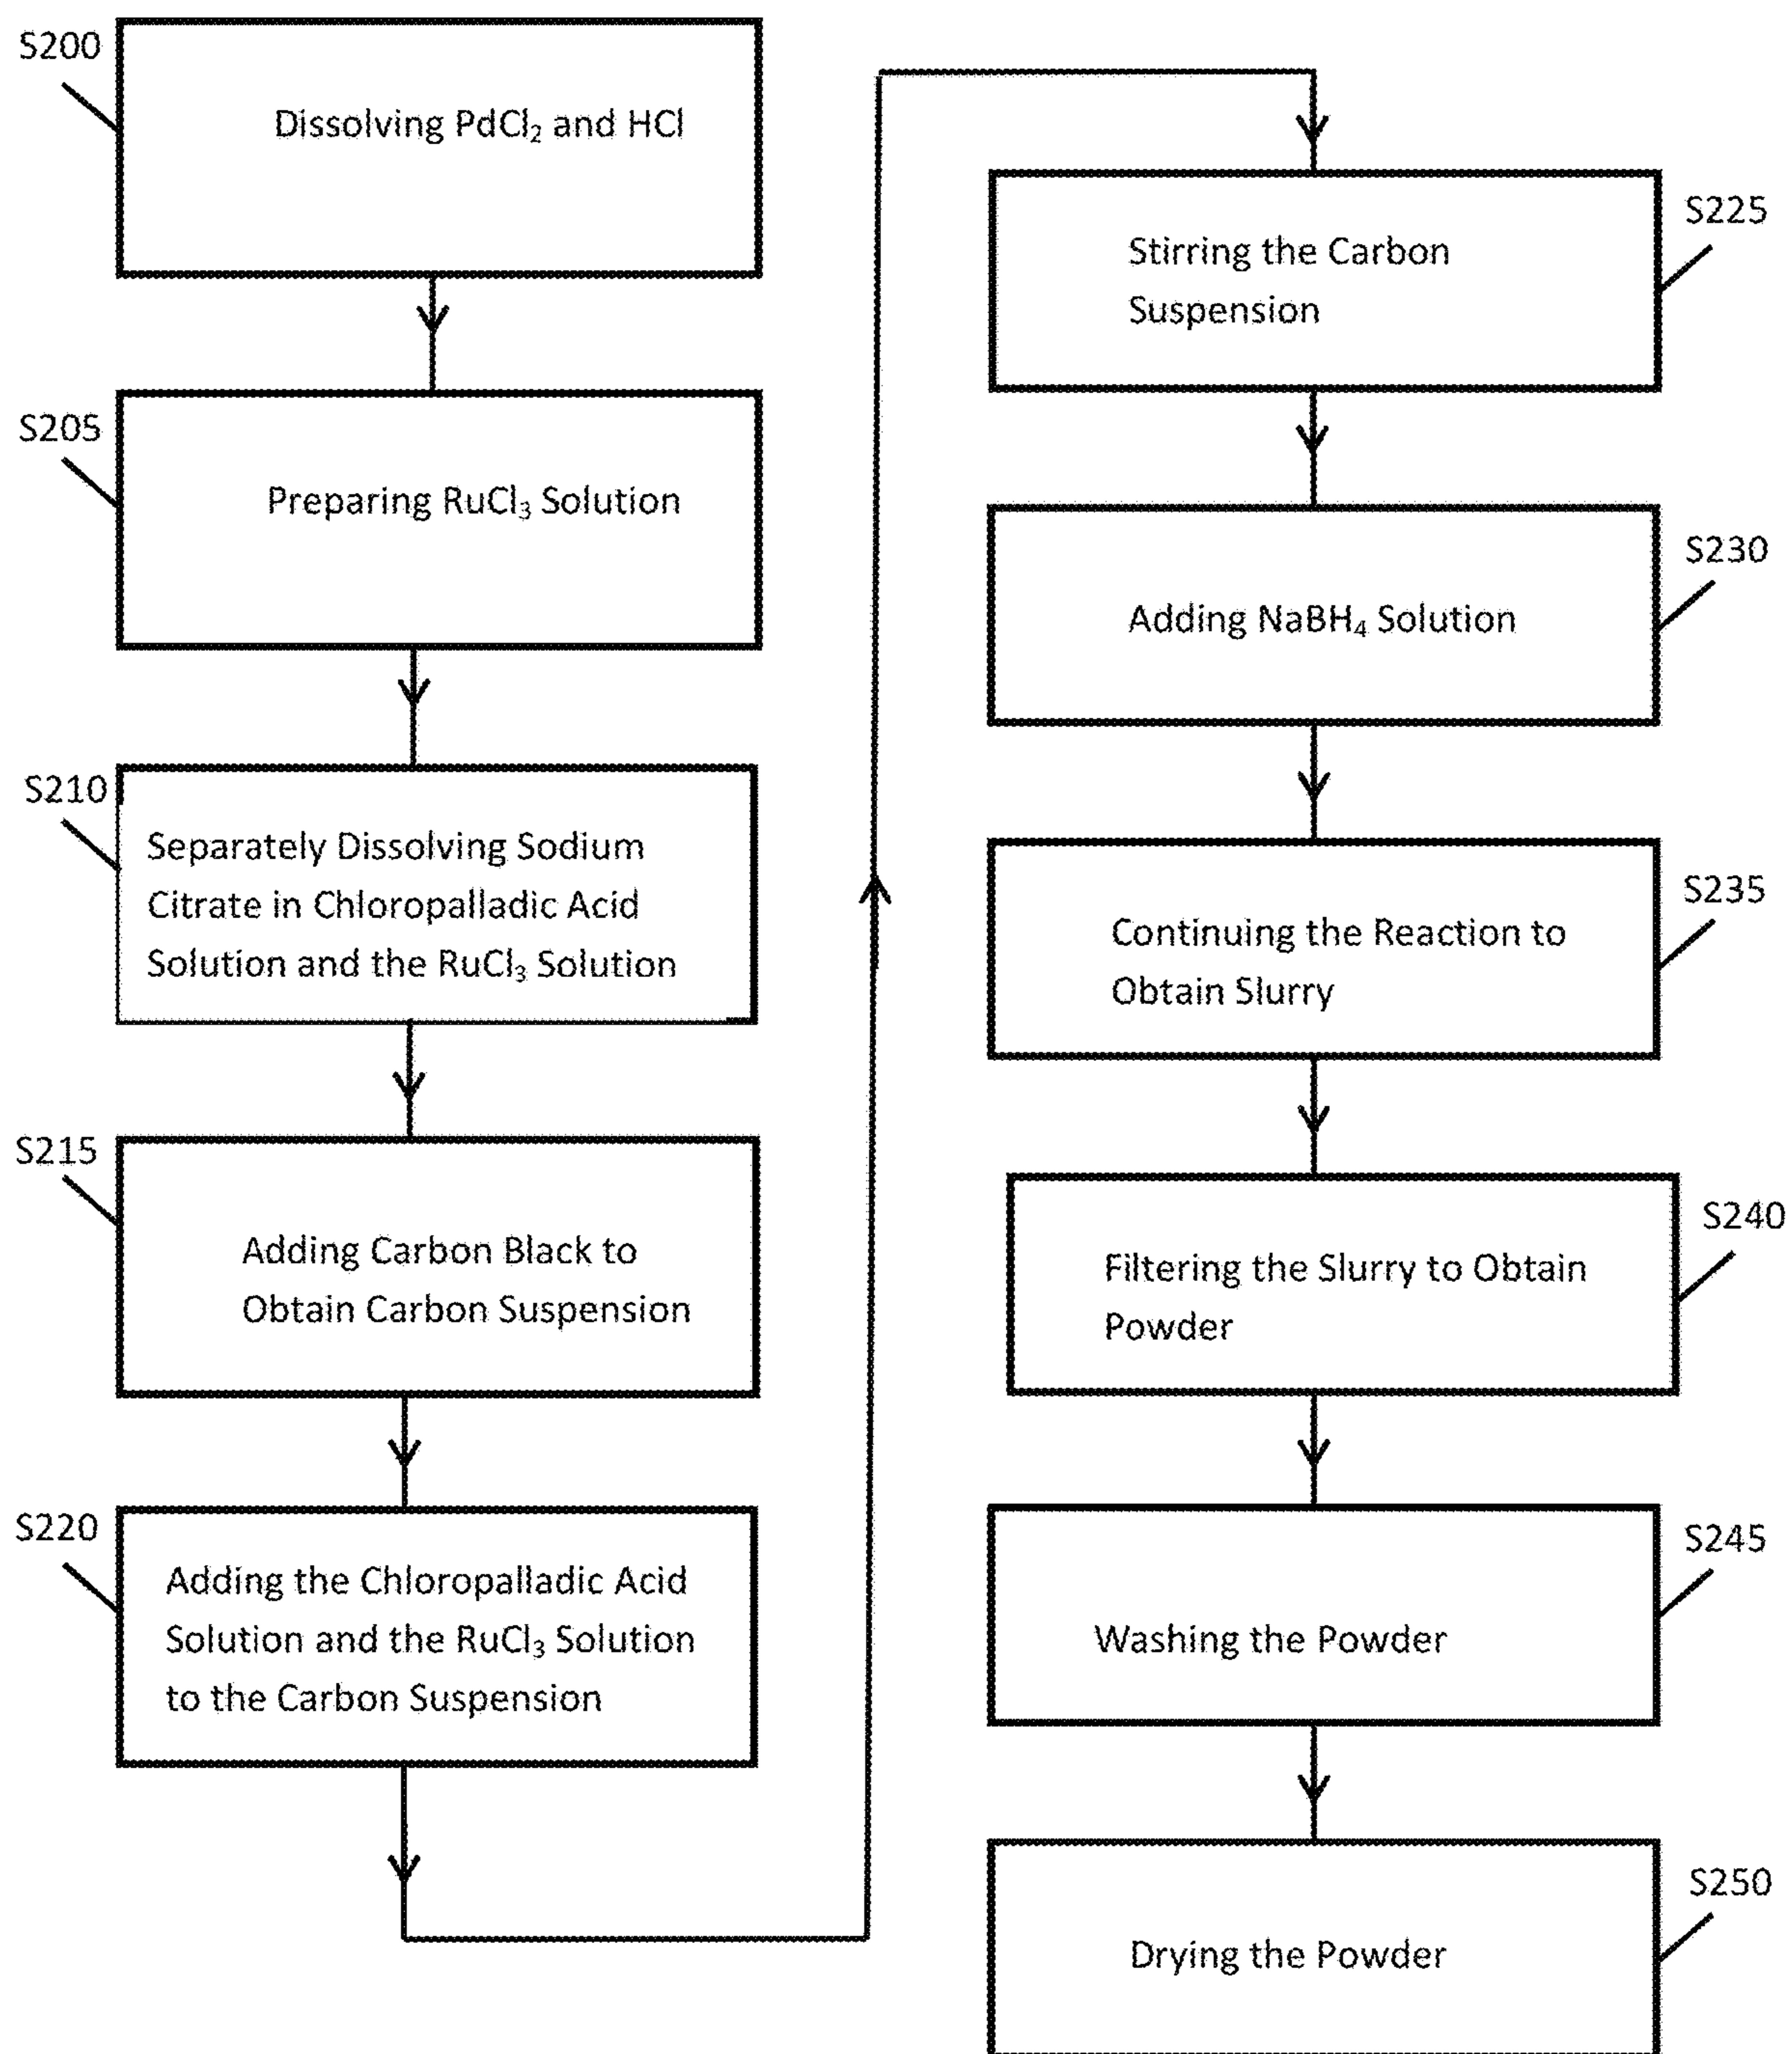 S200
Dissolving PdCl₂ and HCl
S205
Preparing RuCl₃ Solution
S210
Separately Dissolving Sodium
Citrate in Chloropalladic Acid
Solution and the RuCl₃ Solution
S215
Adding Carbon Black to
Obtain Carbon Suspension
S220
Adding the Chloropalladic Acid
Solution and the RuCl₃ Solution
to the Carbon Suspension
S225
Stirring the Carbon
Suspension
S230
Adding NaBH₄ Solution
S235
Continuing the Reaction to
Obtain Slurry
S240
Filtering the Slurry to Obtain
Powder
S245
Washing the Powder
S250
Drying the Powder